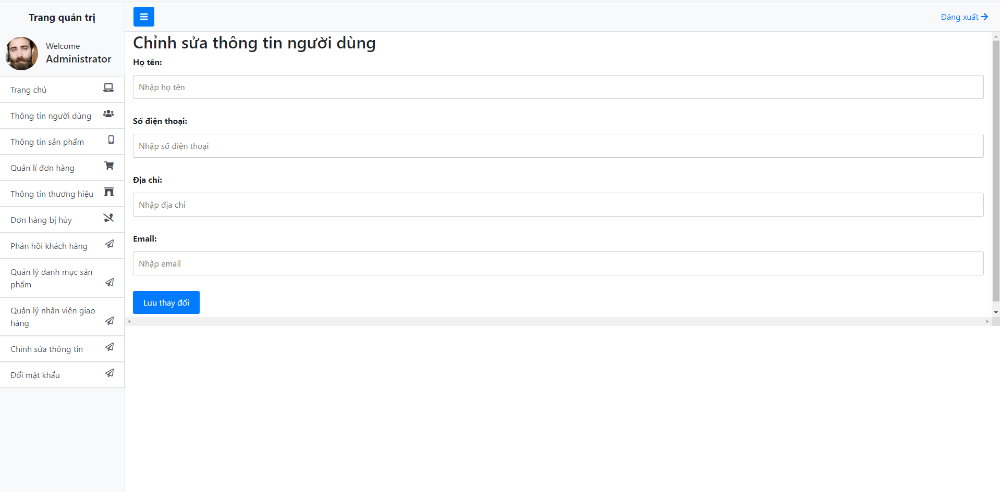 Trang quản trị
Đăng xuất
Welcome
Administrator
Trang chủ
Thông tin người dùng
Thông tin sản phẩm
Quản lí đơn hàng
Thông tin thương hiệu
Đơn hàng bị hủy
Phản hồi khách hàng
Quản lý danh mục sản
phẩm
Quản lý nhân viên giao
hàng
Chỉnh sửa thông tin
Đổi mật khẩu
Chỉnh sửa thông tin người dùng
Họ tên:
Nhập họ tên
Số điện thoại:
Nhập số điện thoại
Địa chỉ:
Nhập địa chỉ
Email:
Nhập email
Lưu thay đổi